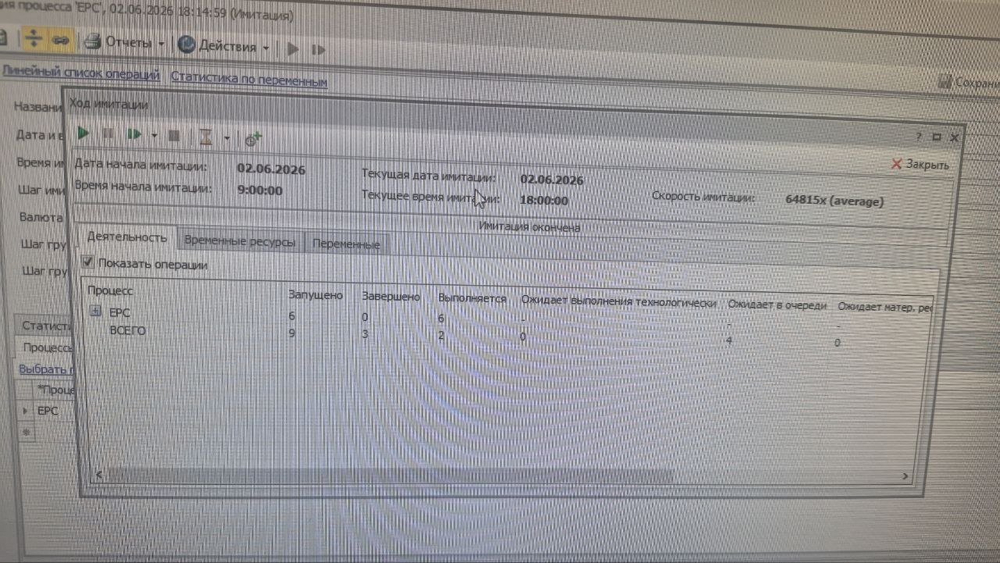 ия процесса 'EPC', 02.06.2026 18:14:59 (Имитация)
Отчеты Действия
Линейный список операций Статистика по переменным
Сохрани
Названи
Дата и в
Время им
Шаг ими
Валюта
Шаг гру
Шаг гру
Ход имитации
? ×
Закрыть
Дата начала имитации: 02.06.2026 Текущая дата имитации: 02.06.2026
Время начала имитации: 9:00:00 Текущее время имитации: 18:00:00 Скорость имитации: 64815x (average)
Имитация окончена
Деятельность Временные ресурсы Переменные
Показать операции
Процесс Запущено Завершено Выполняется Ожидает выполнения технологически Ожидает в очереди Ожидает матер. рес
EPC 6 0 6 - - -
ВСЕГО 9 3 2 0 4 0
Статисти
Процессы
Выбрать п
*Проце
EPC